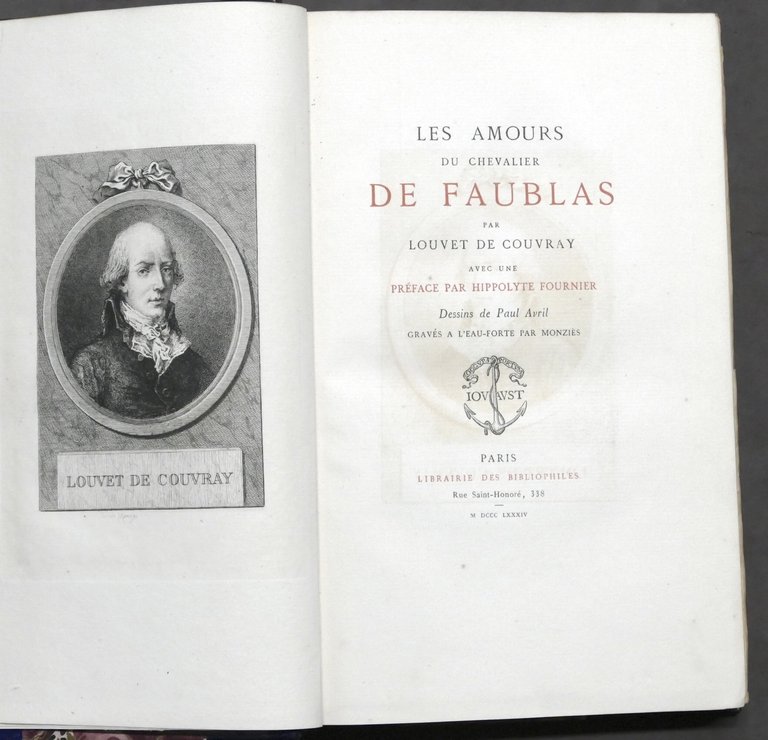 LOUVET DE COUVRAY
LES AMOURS
DU CHEVALIER
DE FAUBLAS
PAR
LOUVET DE COUVRAY
AVEC UNE
PRÉFACE PAR HIPPOLYTE FOURNIER
Dessins de Paul Avril
GRAVÉS A L'EAU-FORTE PAR MONZIÈS
IOVAVST
PARIS
LIBRAIRIE DES BIBLIOPHILES
Rue Saint-Honoré, 338
M DCCC LXXXIV